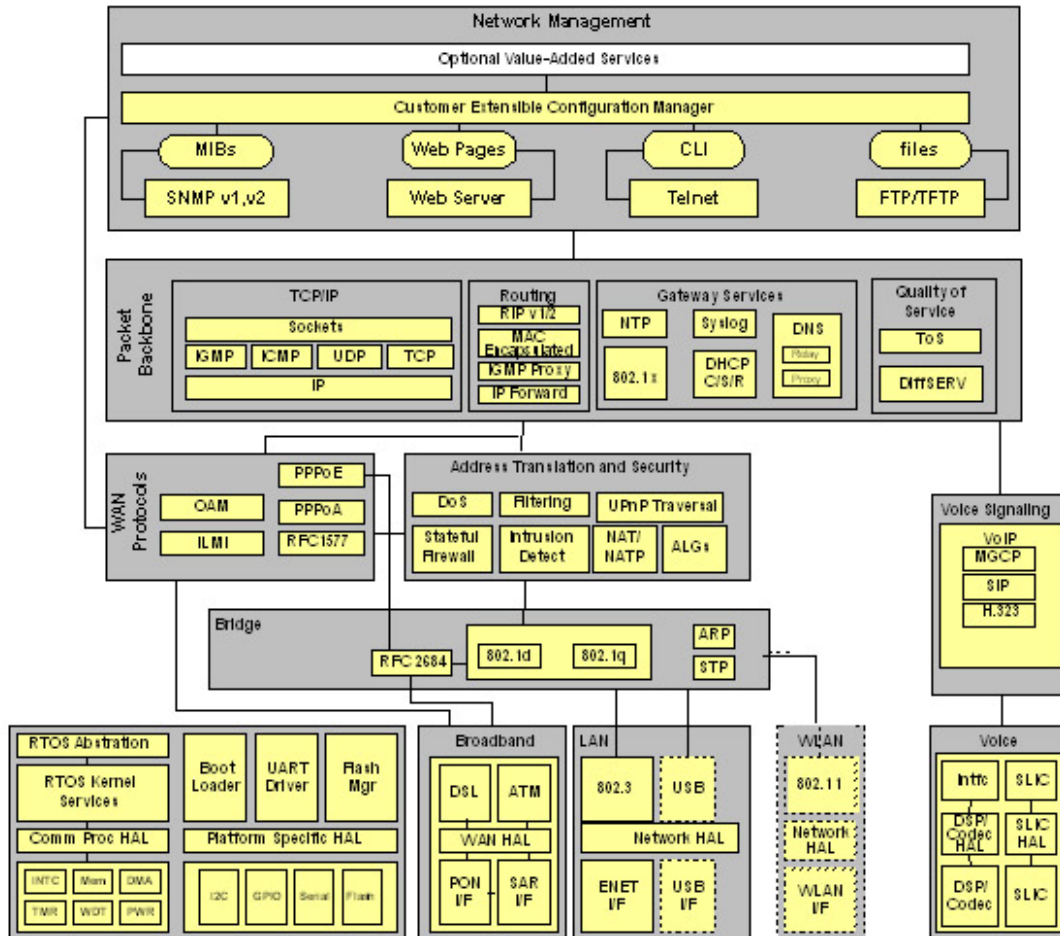 Network Management
Optional Value-Added Services
Customer Extensible Configuration Manager
MIBs
Web Pages
CLI
files
SNMP v1,v2
Web Server
Telnet
FTP/TFTP
Packet
Backbone
TCP/IP
Sockets
IGMP
ICMP
UDP
TCP
IP
Routing
RIP v1/2
MAC
Encapsulated
IGMP Proxy
IP Forward
Gateway Services
NTP
Syslog
DNS
Relay
Proxy
802.1x
DHCP
C/S/R
Quality of
Service
ToS
DiffSERV
WAN
Protocols
PPPoE
OAM
PPPoA
ILMI
RFC1577
Address Translation and Security
DoS
Filtering
UPnP Traversal
Stateful
Firewall
Intrusion
Detect
NAT/
NATP
ALGs
Voice Signaling
VoIP
MGCP
SIP
H.323
Bridge
RFC 2684
802.1d
802.1q
ARP
STP
RTOS Abstration
RTOS Kernel
Services
Comm Proc HAL
INTC
Mem
DMA
TMR
WDT
PWR
Boot
Loader
UART
Driver
Flash
Mgr
Platform Specific HAL
I2C
GPIO
Serial
Flash
Broadband
DSL
ATM
WAN HAL
PON
I/F
SAR
I/F
LAN
802.3
USB
Network HAL
ENET
I/F
USB
I/F
WLAN
802.11
Network
HAL
WLAN
I/F
Voice
Intfc
SLIC
DSP/
Codec
HAL
SLIC
HAL
DSP/
Codec
SLIC